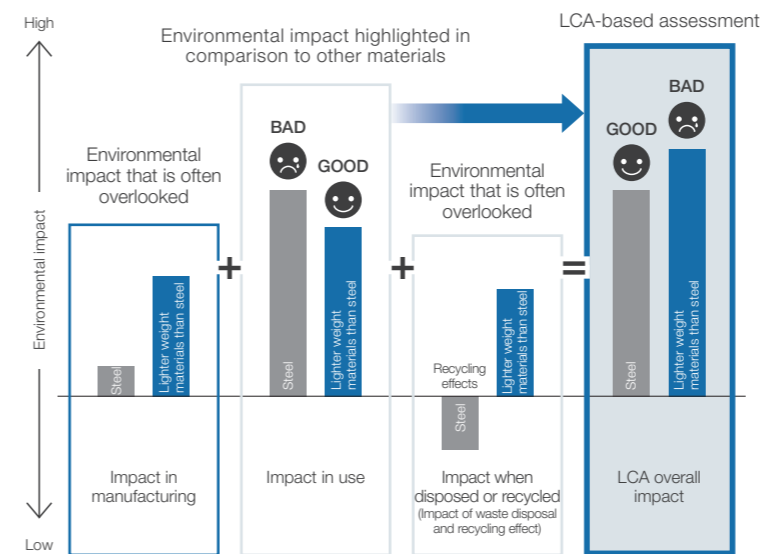 High
Environmental impact
Low
Environmental impact
that is often
overlooked
Steel
Lighter weight
materials than steel
Impact in
manufacturing
+
Environmental impact highlighted in
comparison to other materials
BAD
GOOD
Steel
Lighter weight
materials than steel
Impact in use
+
Environmental
impact that is often
overlooked
Recycling
effects
Steel
Lighter weight
materials than steel
Impact when
disposed or recycled
(Impact of waste disposal
and recycling effect)
=
LCA-based assessment
GOOD
BAD
Steel
Lighter weight
materials than steel
LCA overall
impact